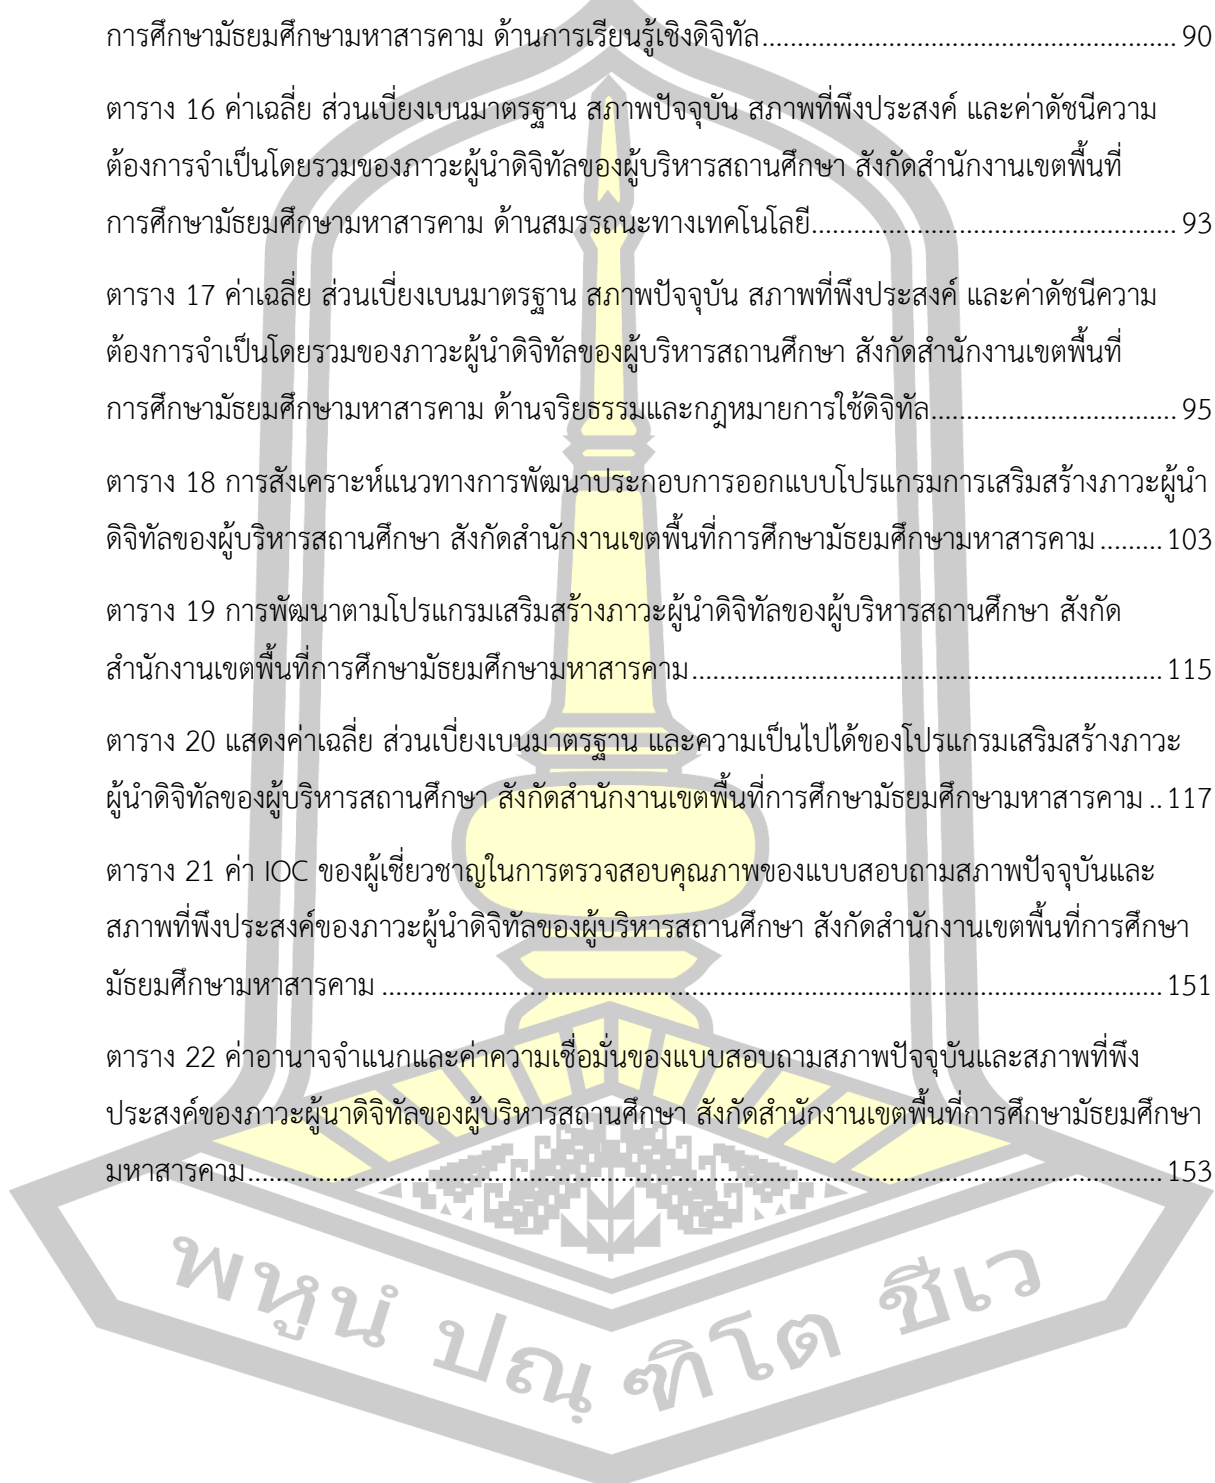 การศึกษามัธยมศึกษามหาสารคาม ด้านการเรียนรู้เชิงดิจิทัล.......................................................... 90
ตาราง 16 ค่าเฉลี่ย ส่วนเบี่ยงเบนมาตรฐาน สภาพปัจจุบัน สภาพที่พึงประสงค์ และค่าดัชนีความ
ต้องการจำเป็นโดยรวมของภาวะผู้นำดิจิทัลของผู้บริหารสถานศึกษา สังกัดสำนักงานเขตพื้นที่
การศึกษามัธยมศึกษามหาสารคาม ด้านสมรรถนะทางเทคโนโลยี................................................... 93
ตาราง 17 ค่าเฉลี่ย ส่วนเบี่ยงเบนมาตรฐาน สภาพปัจจุบัน สภาพที่พึงประสงค์ และค่าดัชนีความ
ต้องการจำเป็นโดยรวมของภาวะผู้นำดิจิทัลของผู้บริหารสถานศึกษา สังกัดสำนักงานเขตพื้นที่
การศึกษามัธยมศึกษามหาสารคาม ด้านจริยธรรมและกฎหมายการใช้ดิจิทัล.................................. 95
ตาราง 18 การสังเคราะห์แนวทางการพัฒนาประกอบการออกแบบโปรแกรมการเสริมสร้างภาวะผู้นำ
ดิจิทัลของผู้บริหารสถานศึกษา สังกัดสำนักงานเขตพื้นที่การศึกษามัธยมศึกษามหาสารคาม ......... 103
ตาราง 19 การพัฒนาตามโปรแกรมเสริมสร้างภาวะผู้นำดิจิทัลของผู้บริหารสถานศึกษา สังกัด
สำนักงานเขตพื้นที่การศึกษามัธยมศึกษามหาสารคาม.................................................................. 115
ตาราง 20 แสดงค่าเฉลี่ย ส่วนเบี่ยงเบนมาตรฐาน และความเป็นไปได้ของโปรแกรมเสริมสร้างภาวะ
ผู้นำดิจิทัลของผู้บริหารสถานศึกษา สังกัดสำนักงานเขตพื้นที่การศึกษามัธยมศึกษามหาสารคาม .. 117
ตาราง 21 ค่า IOC ของผู้เชี่ยวชาญในการตรวจสอบคุณภาพของแบบสอบถามสภาพปัจจุบันและ
สภาพที่พึงประสงค์ของภาวะผู้นำดิจิทัลของผู้บริหารสถานศึกษา สังกัดสำนักงานเขตพื้นที่การศึกษา
มัธยมศึกษามหาสารคาม ............................................................................................................. 151
ตาราง 22 ค่าอำนาจจำแนกและค่าความเชื่อมั่นของแบบสอบถามสภาพปัจจุบันและสภาพที่พึง
ประสงค์ของภาวะผู้นาดิจิทัลของผู้บริหารสถานศึกษา สังกัดสำนักงานเขตพื้นที่การศึกษามัธยมศึกษา
มหาสารคาม................................................................................................................................ 153
พหูนํ ปณฺฑิโต ชีเว